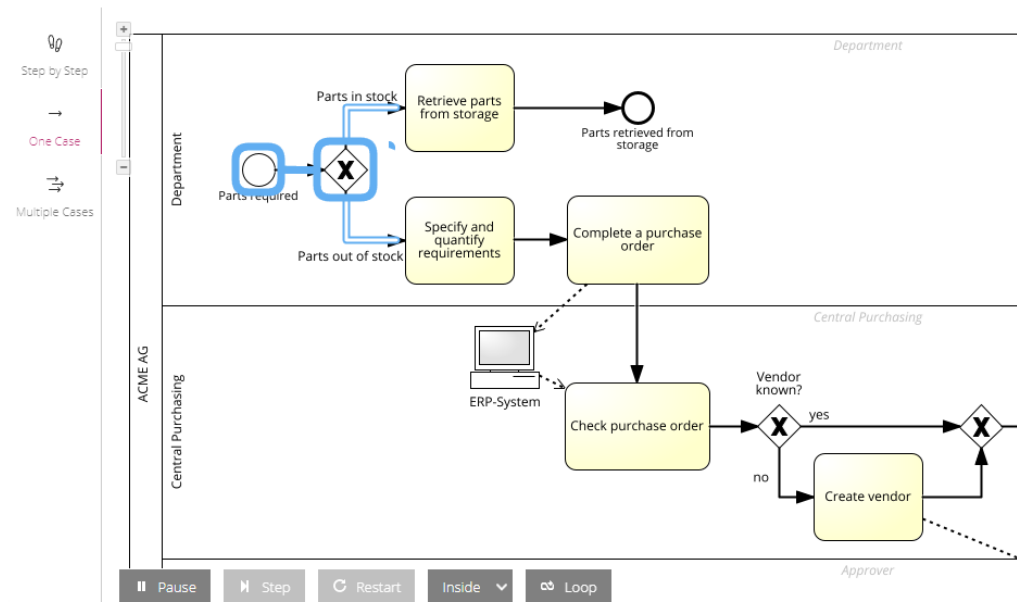 Step by Step
One Case
Multiple Cases
+
−
ACME AG
Department
Department
Parts required
X
Parts in stock
Parts out of stock
Retrieve parts
from storage
Parts retrieved from
storage
Specify and
quantify
requirements
Complete a purchase
order
Central Purchasing
Central Purchasing
ERP-System
Check purchase order
Vendor
known?
X
yes
no
X
Create vendor
Approver
Pause
Step
Restart
Inside
Loop